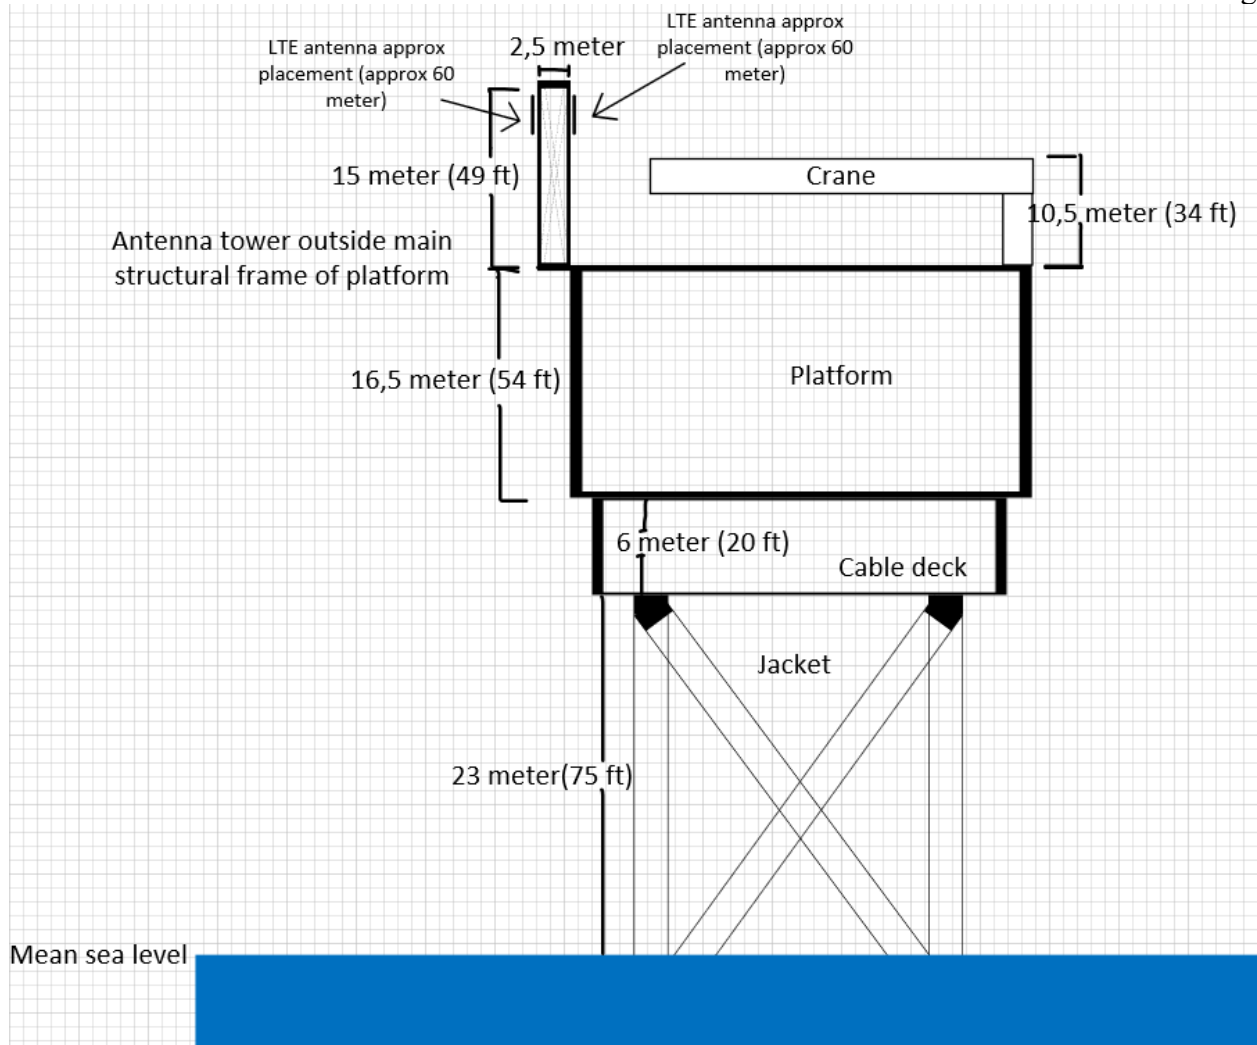 LTE antenna approx
placement (approx 60
meter)
2,5 meter
LTE antenna approx
placement (approx 60
meter)
15 meter (49 ft)
Crane
10,5 meter (34 ft)
Antenna tower outside main
structural frame of platform
16,5 meter (54 ft)
Platform
6 meter (20 ft)
Cable deck
Jacket
23 meter(75 ft)
Mean sea level